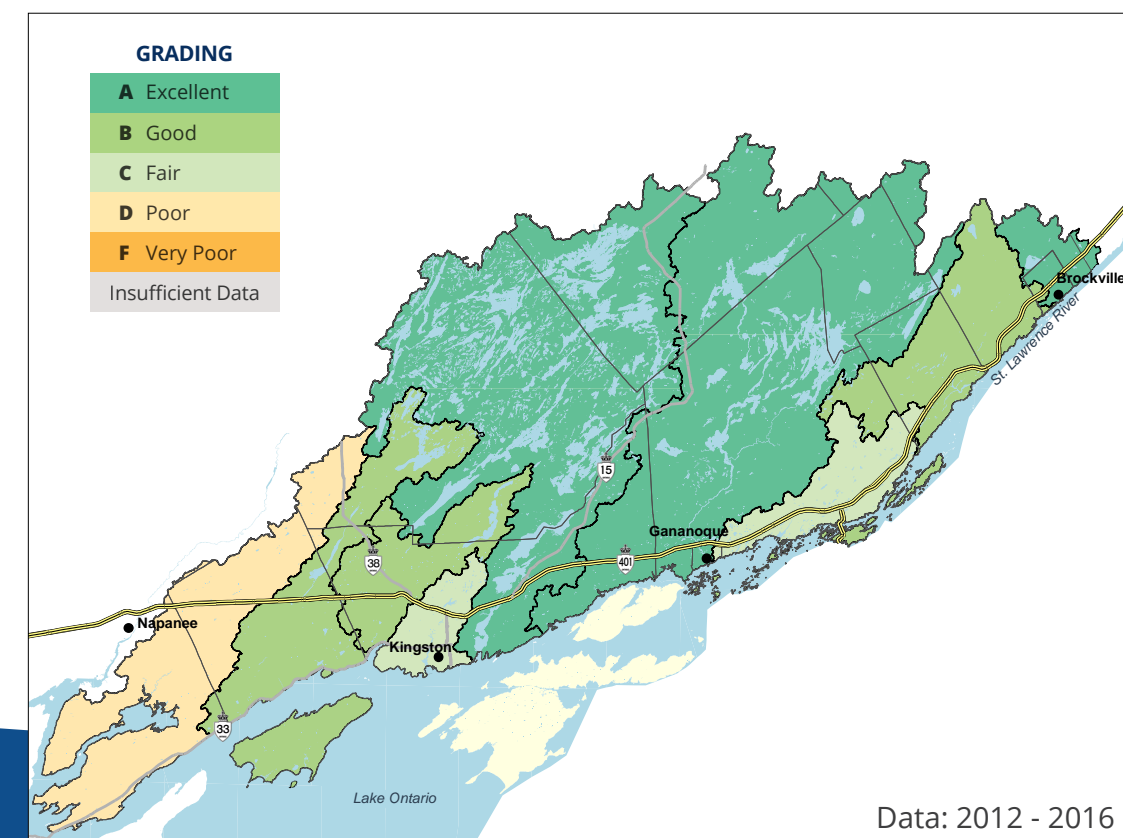 GRADING
A Excellent
B Good
C Fair
D Poor
F Very Poor
Insufficient Data
Brockville
St. Lawrence River
15
Gananoque
401
38
Napanee
Kingston
33
Lake Ontario
Data: 2012 - 2016